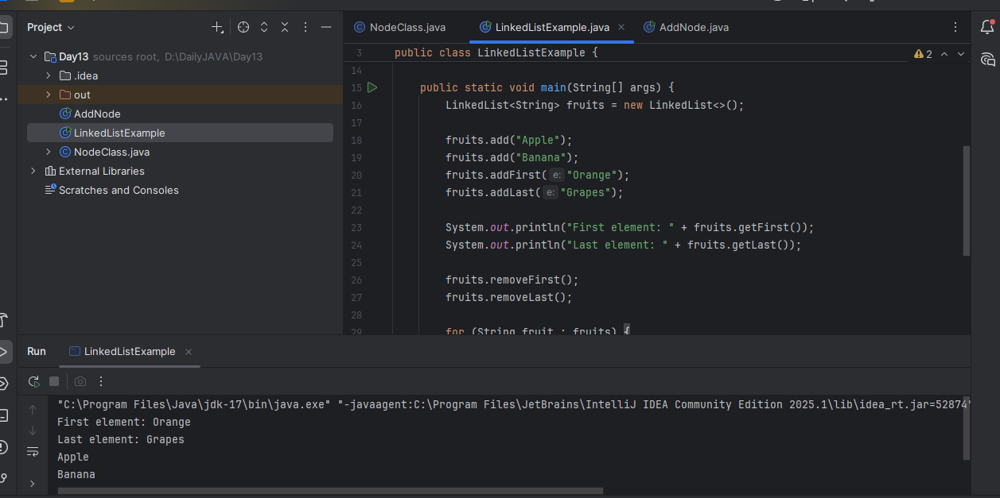 Project
Day13 sources root, D:\DailyJAVA\Day13
.idea
out
AddNode
LinkedListExample
NodeClass.java
External Libraries
Scratches and Consoles
NodeClass.java LinkedListExample.java AddNode.java
3 public class LinkedListExample { 2
14
15 public static void main(String[] args) {
16 LinkedList<String> fruits = new LinkedList<>();
17
18 fruits.add("Apple");
19 fruits.add("Banana");
20 fruits.addFirst( e: "Orange");
21 fruits.addLast( e: "Grapes");
22
23 System.out.println("First element: " + fruits.getFirst());
24 System.out.println("Last element: " + fruits.getLast());
25
26 fruits.removeFirst();
27 fruits.removeLast();
28
29 for (String fruit : fruits) {
Run LinkedListExample
"C:\Program Files\Java\jdk-17\bin\java.exe" "-javaagent:C:\Program Files\JetBrains\IntelliJ IDEA Community Edition 2025.1\lib\idea_rt.jar=52874"
First element: Orange
Last element: Grapes
Apple
Banana